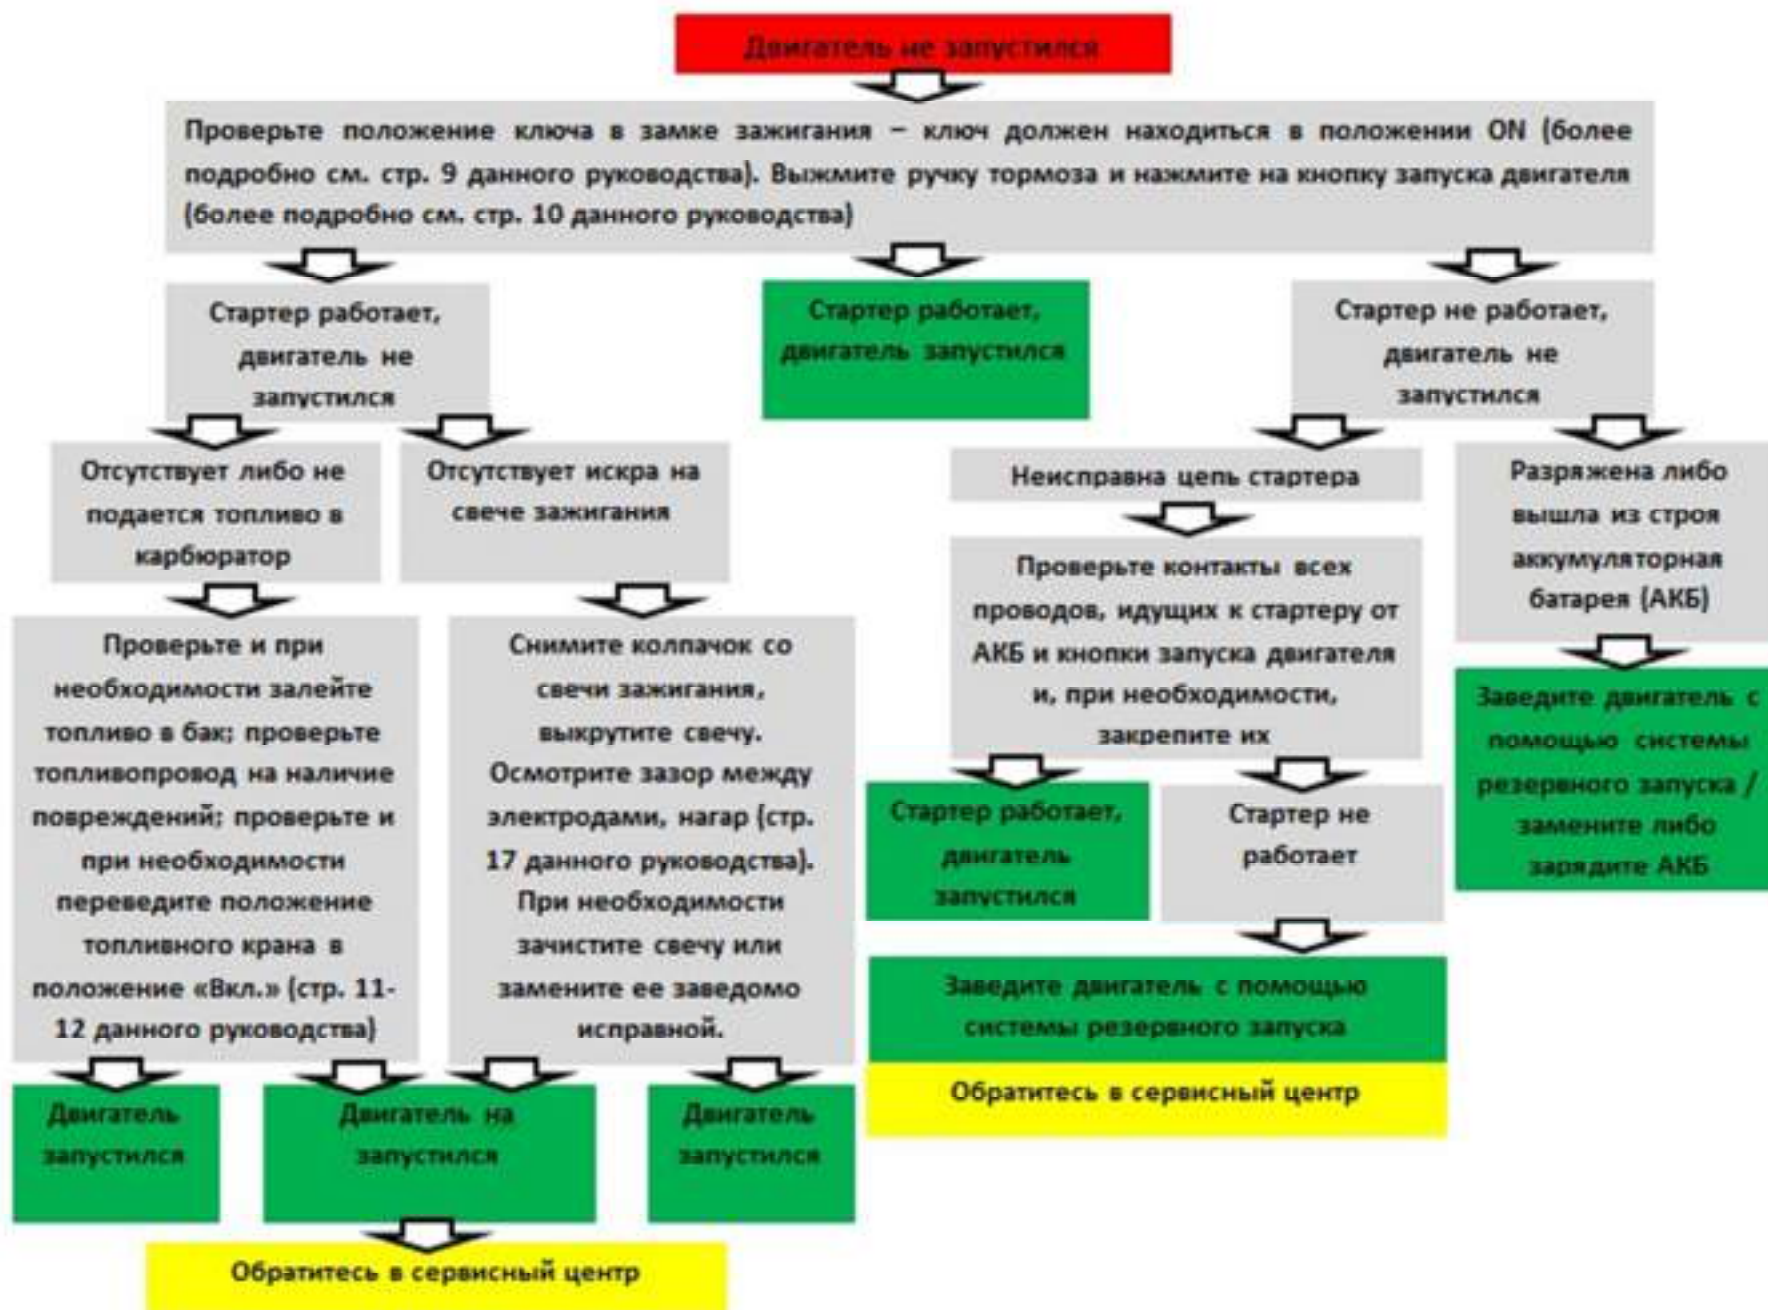 Двигатель не запустился
Проверьте положение ключа в замке зажигания – ключ должен находиться в положении ON (более
подробно см. стр. 9 данного руководства). Выжмите ручку тормоза и нажмите на кнопку запуска двигателя
(более подробно см. стр. 10 данного руководства)
Стартер работает,
двигатель не
запустился
Стартер работает,
двигатель запустился
Стартер не работает,
двигатель не
запустился
Отсутствует либо не
подается топливо в
карбюратор
Отсутствует искра на
свече зажигания
Неисправна цепь стартера
Разряжена либо
вышла из строя
аккумуляторная
батарея (АКБ)
Проверьте и при
необходимости залейте
топливо в бак; проверьте
топливопровод на наличие
повреждений; проверьте и
при необходимости
переведите положение
топливного крана в
положение «Вкл.» (стр. 11-
12 данного руководства)
Снимите колпачок со
свечи зажигания,
выкрутите свечу.
Осмотрите зазор между
электродами, нагар (стр.
17 данного руководства).
При необходимости
зачистите свечу или
замените ее заведомо
исправной.
Проверьте контакты всех
проводов, идущих к стартеру от
АКБ и кнопки запуска двигателя
и, при необходимости,
закрепите их
Заведите двигатель с
помощью системы
резервного запуска /
замените либо
зарядите АКБ
Стартер работает,
двигатель
запустился
Стартер не
работает
Заведите двигатель с помощью
системы резервного запуска
Обратитесь в сервисный центр
Двигатель
запустился
Двигатель на
запустился
Двигатель
запустился
Обратитесь в сервисный центр